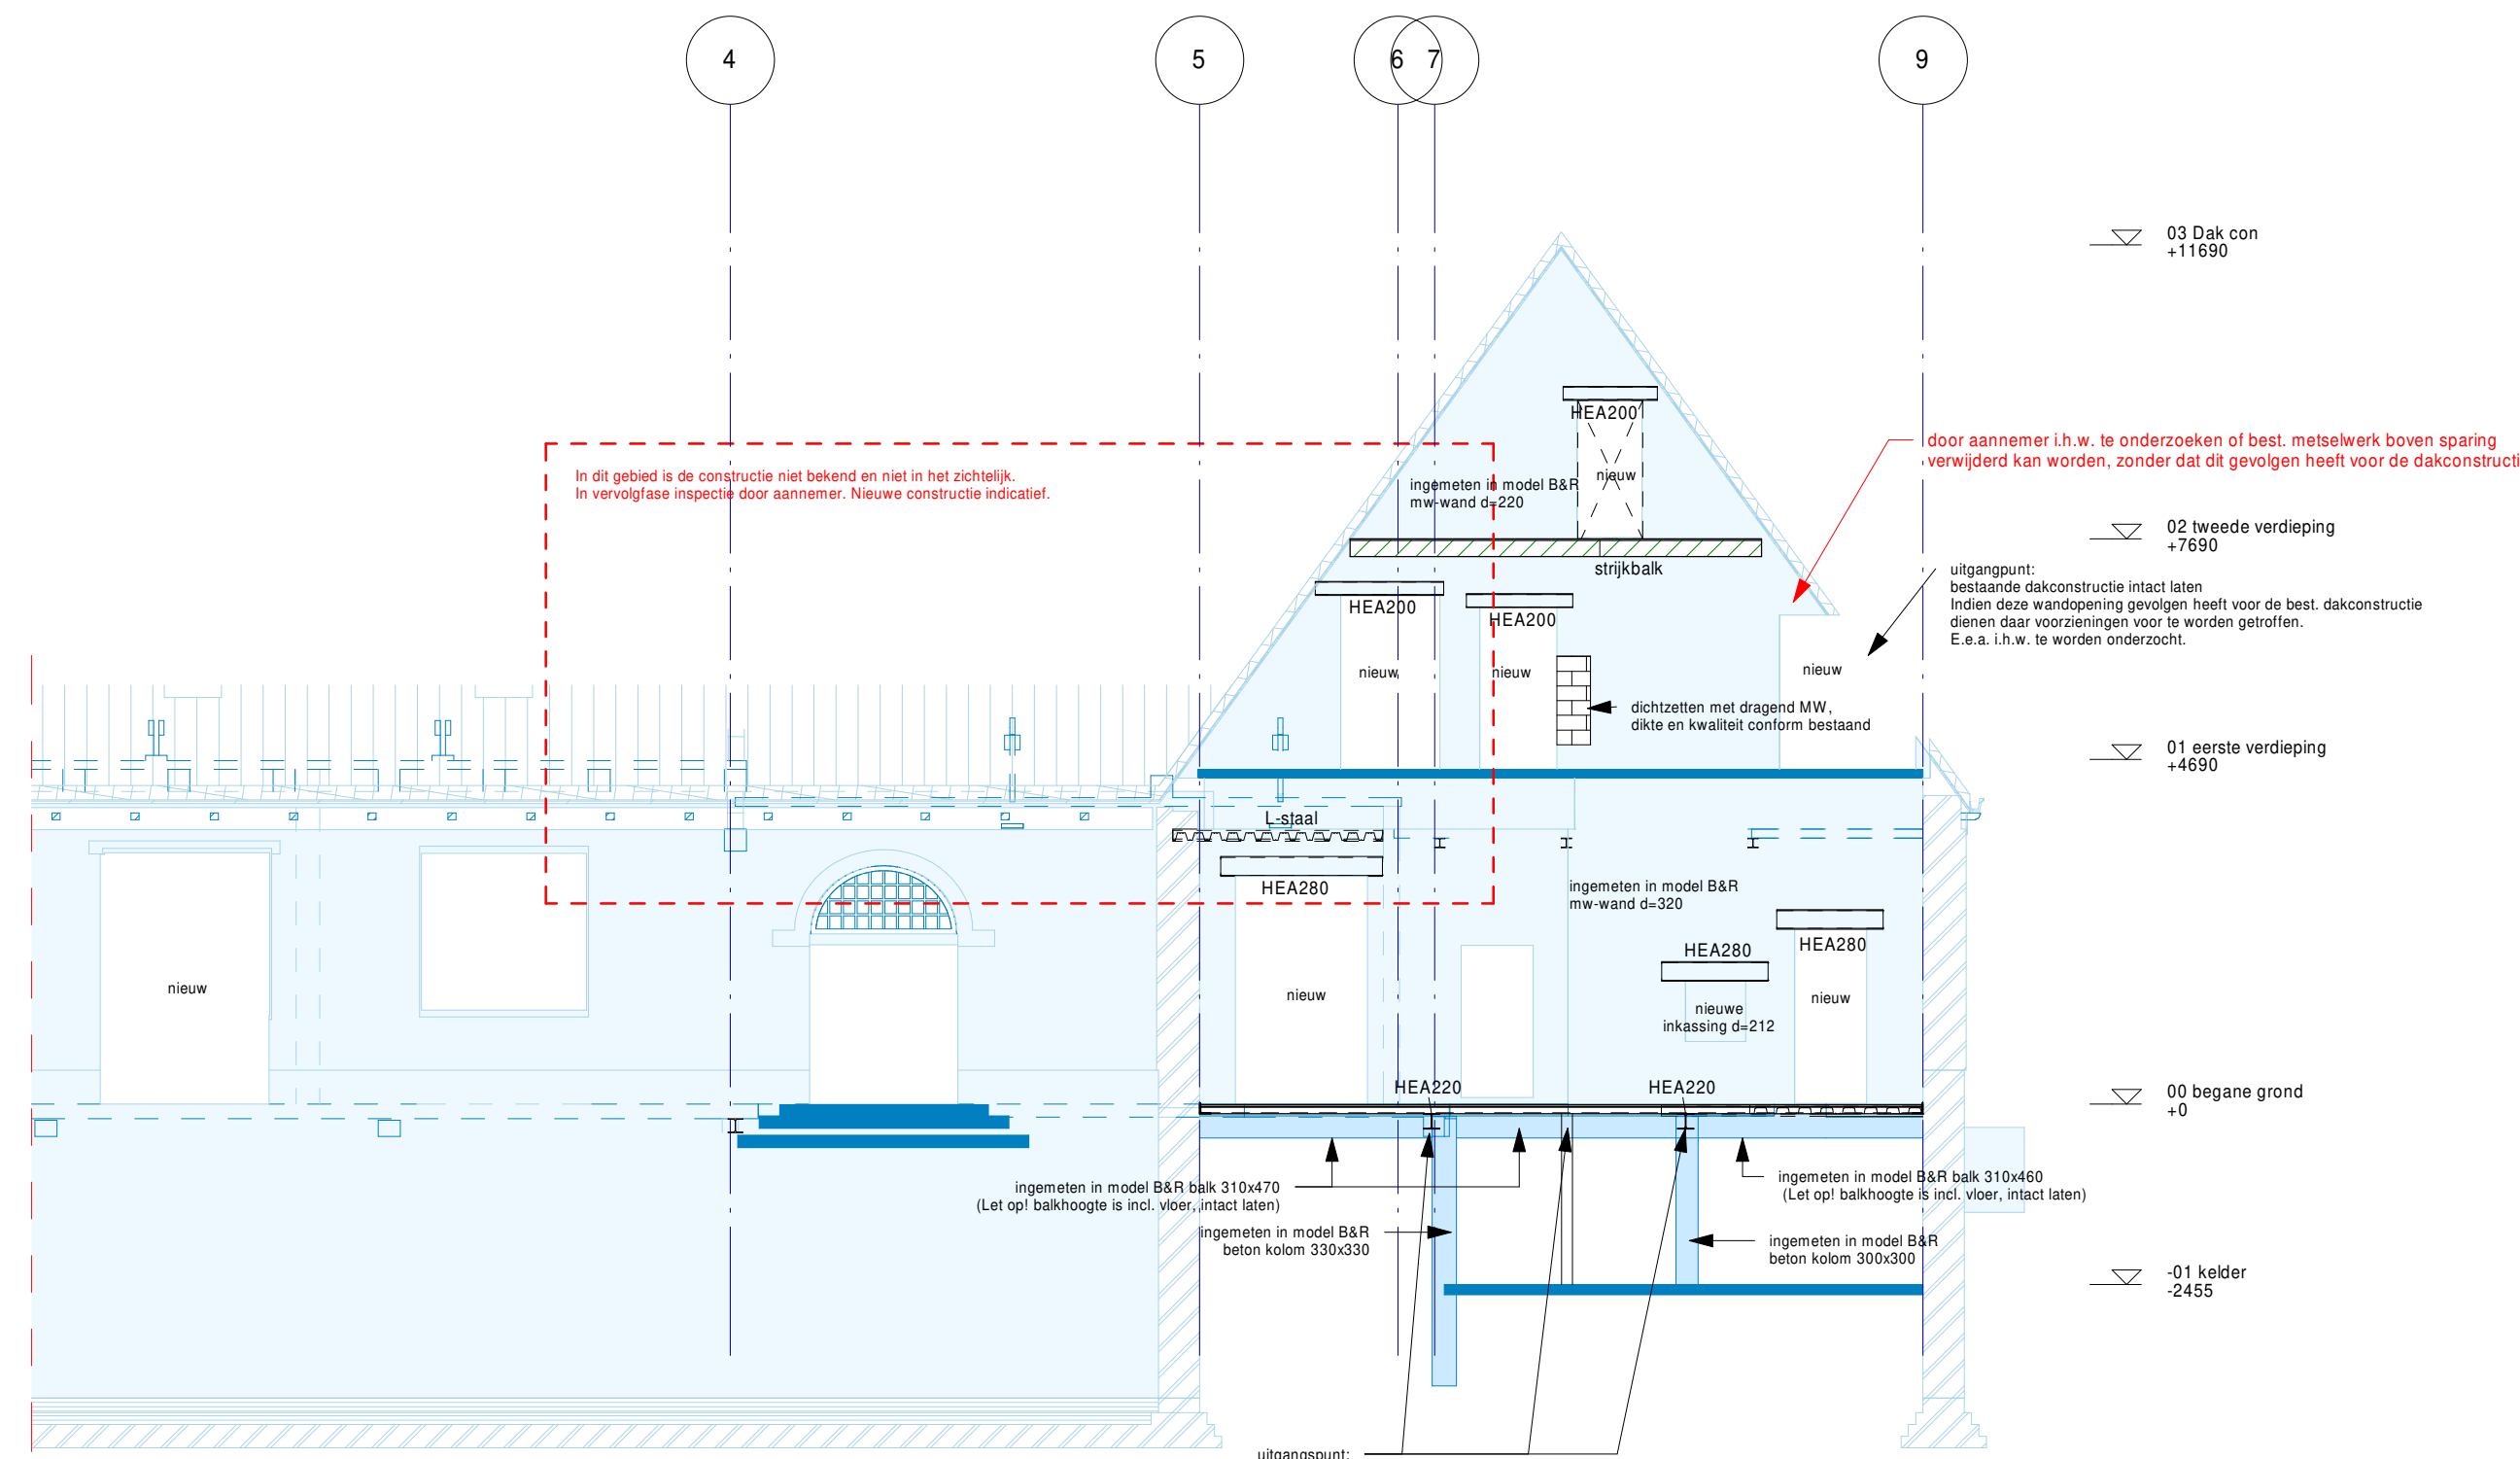 4
5
6
7
9
03 Dak con
+11690
HEA200
nieuw
door aannemer i.h.w. te onderzoeken of best. metselwerk boven sparing
verwijderd kan worden, zonder dat dit gevolgen heeft voor de dakconstructi
In dit gebied is de constructie niet bekend en niet in het zichtelijk.
In vervolgfase inspectie door aannemer. Nieuwe constructie indicatief.
ingemeten in model B&R
mw-wand d=220
02 tweede verdieping
+7690
strijkbalk
uitgangpunt:
bestaande dakconstructie intact laten
Indien deze wandopening gevolgen heeft voor de best. dakconstructie
dienen daar voorzieningen voor te worden getroffen.
E.e.a. i.h.w. te worden onderzocht.
HEA200
HEA200
nieuw
nieuw
nieuw
dichtzetten met dragend MW,
dikte en kwaliteit conform bestaand
01 eerste verdieping
+4690
L-staal
HEA280
ingemeten in model B&R
mw-wand d=320
HEA280
HEA280
nieuw
nieuw
nieuwe
inkassing d=212
nieuw
HEA220
HEA220
00 begane grond
+0
ingemeten in model B&R balk 310x470
(Let op! balkhoogte is incl. vloer, intact laten)
ingemeten in model B&R balk 310x460
(Let op! balkhoogte is incl. vloer, intact laten)
ingemeten in model B&R
beton kolom 330x330
ingemeten in model B&R
beton kolom 300x300
-01 kelder
-2455
uitgangspunt: